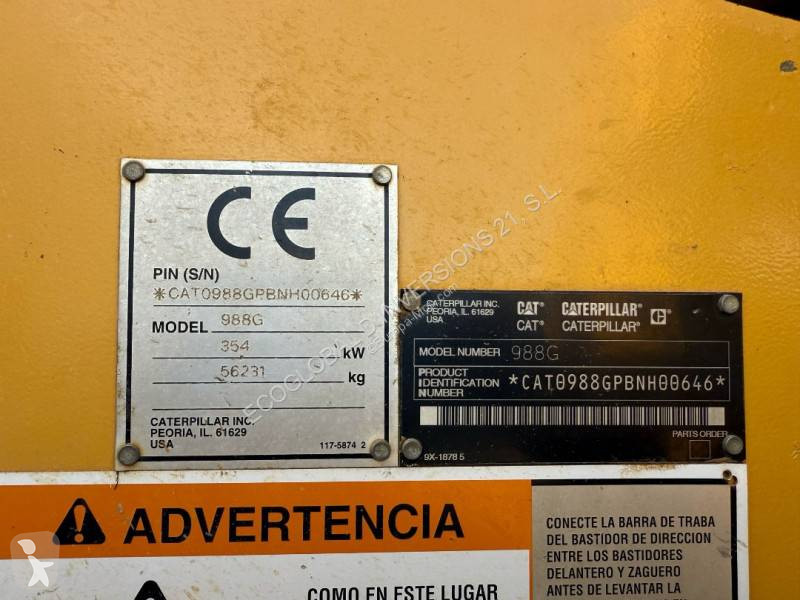 CE
PIN (S/N)
*CAT0988GPBNH00646*
MODEL 988G
354 kW
56231 kg
CATERPILLAR INC.
PEORIA, IL. 61629
USA
117-5874 2
CATERPILLAR INC.
PEORIA, IL. 61629
USA
CAT® CATERPILLAR®
CAT® CATERPILLAR®
MODEL NUMBER 988G
PRODUCT
IDENTIFICATION
NUMBER
*CAT0988GPBNH00646*
PARTS ORDER
9X-1878 5
ECOGLOBAL D INVERSIONES 21, S.L.
ADVERTENCIA
COMO EN ESTE LUGAR
CONECTE LA BARRA DE TRABA
DEL BASTIDOR DE DIRECCION
ENTRE LOS BASTIDORES
DELANTERO Y ZAGUERO
ANTES DE LEVANTAR LA